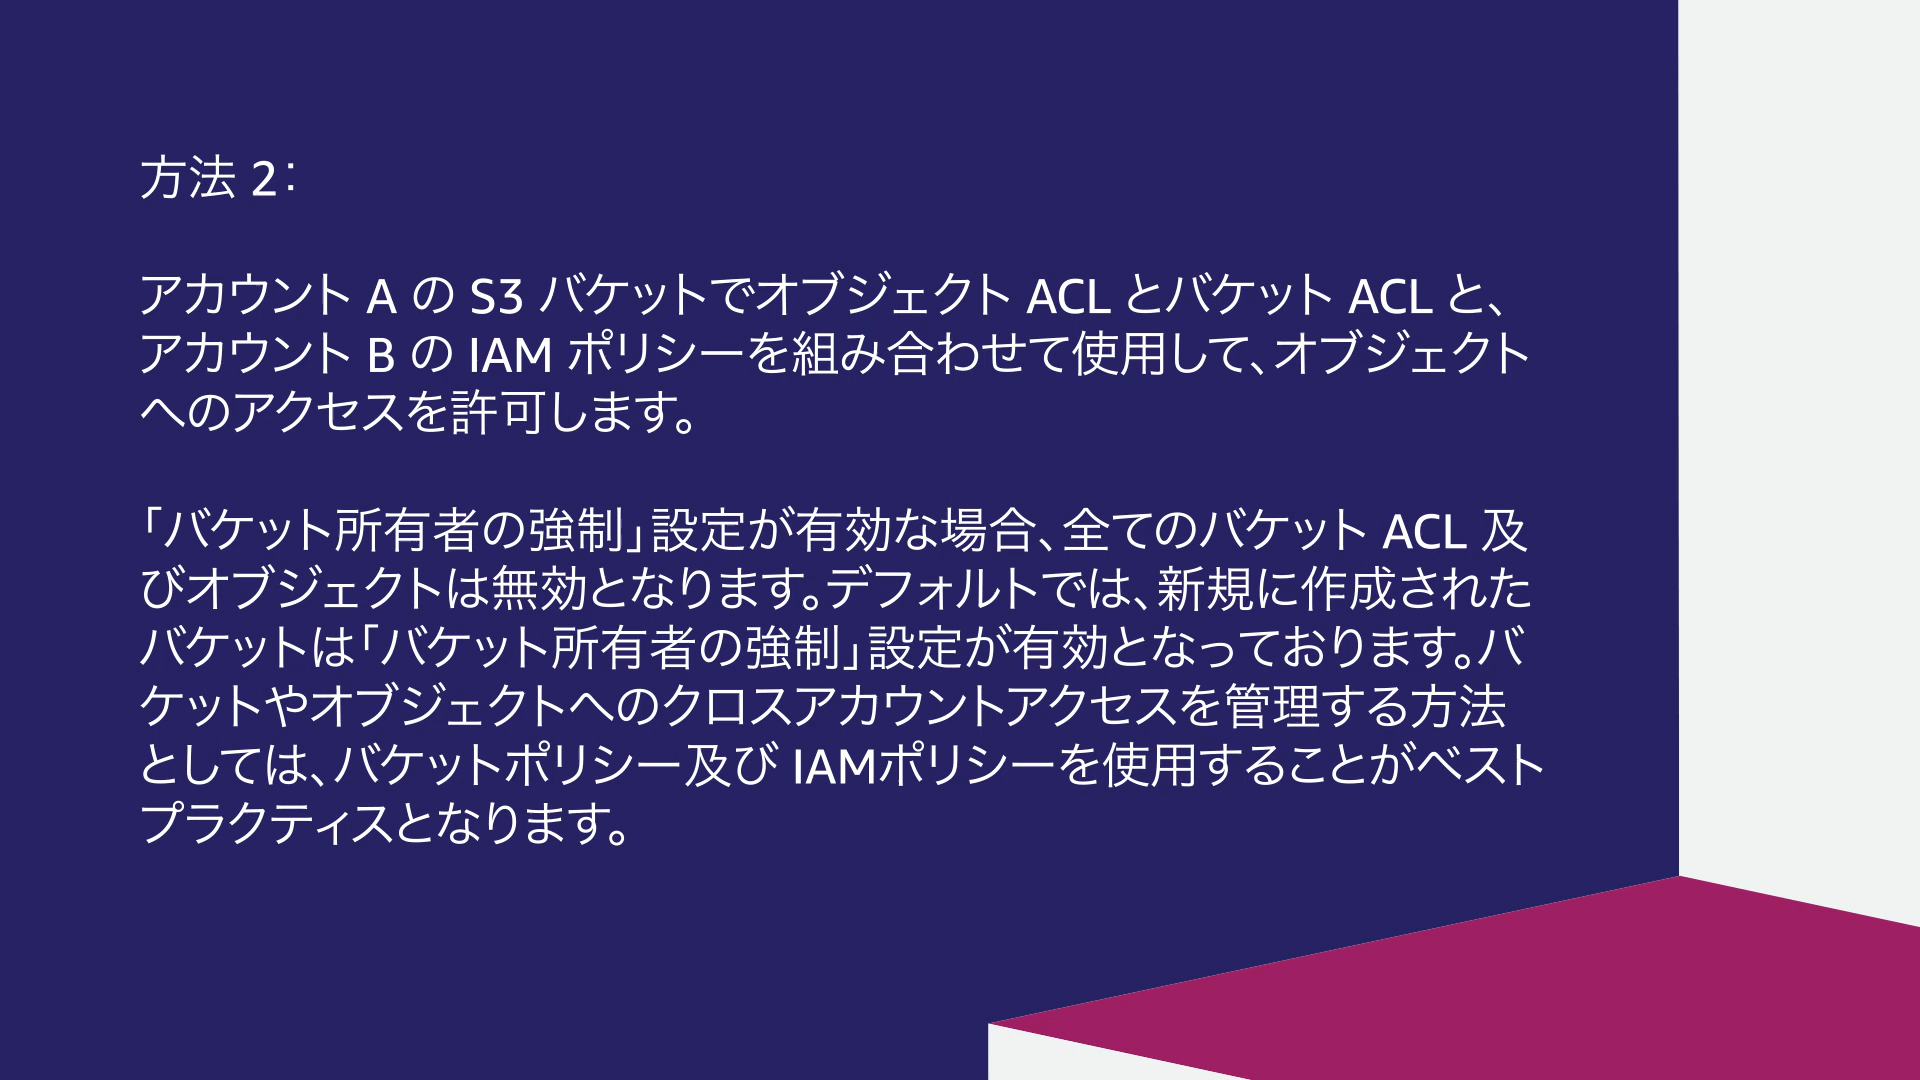 方法 2：
アカウント A の S3 バケットでオブジェクト ACL とバケット ACL と、
アカウント B の IAM ポリシーを組み合わせて使用して、オブジェクト
へのアクセスを許可します。
「バケット所有者の強制」設定が有効な場合、全てのバケット ACL 及
びオブジェクトは無効となります。デフォルトでは、新規に作成された
バケットは「バケット所有者の強制」設定が有効となっております。バ
ケットやオブジェクトへのクロスアカウントアクセスを管理する方法
としては、バケットポリシー及び IAMポリシーを使用することがベスト
プラクティスとなります。